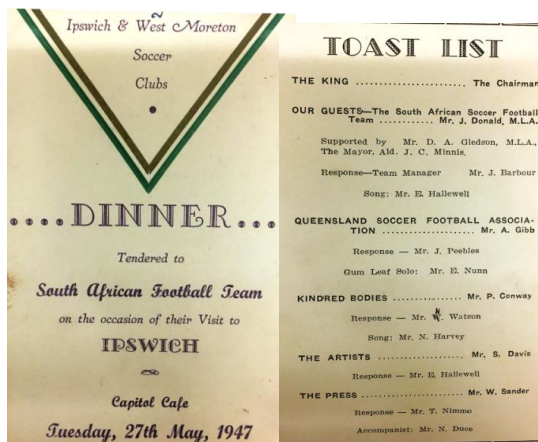 Ipswich & West Moreton
Soccer
Clubs
DINNER
Tendered to
South African Football Team
on the occasion of their Visit to
IPSWICH
Capitol Cafe
Tuesday, 27th May, 1947
TOAST LIST
THE KING ........................ The Chairman
OUR GUESTS—The South African Soccer Football
Team ............ Mr. J. Donald, M.L.A.
Supported by Mr. D. A. Gledson, M.L.A.,
The Mayor, Ald. J. C. Minnis.
Response—Team Manager Mr. J. Barbour
Song: Mr. E. Hallewell
QUEENSLAND SOCCER FOOTBALL ASSOCIA-
TION ...................... Mr. A. Gibb
Response — Mr. J. Peebles
Gum Leaf Solo: Mr. E. Nunn
KINDRED BODIES ............... Mr. P. Conway
Response — Mr. Watson
Song: Mr. N. Harvey
THE ARTISTS .................... Mr. S. Davis
Response — Mr. E. Hallewell
THE PRESS ...................... Mr. W. Sander
Response — Mr. T. Nimmo
Accompanist: Mr. N. Duce